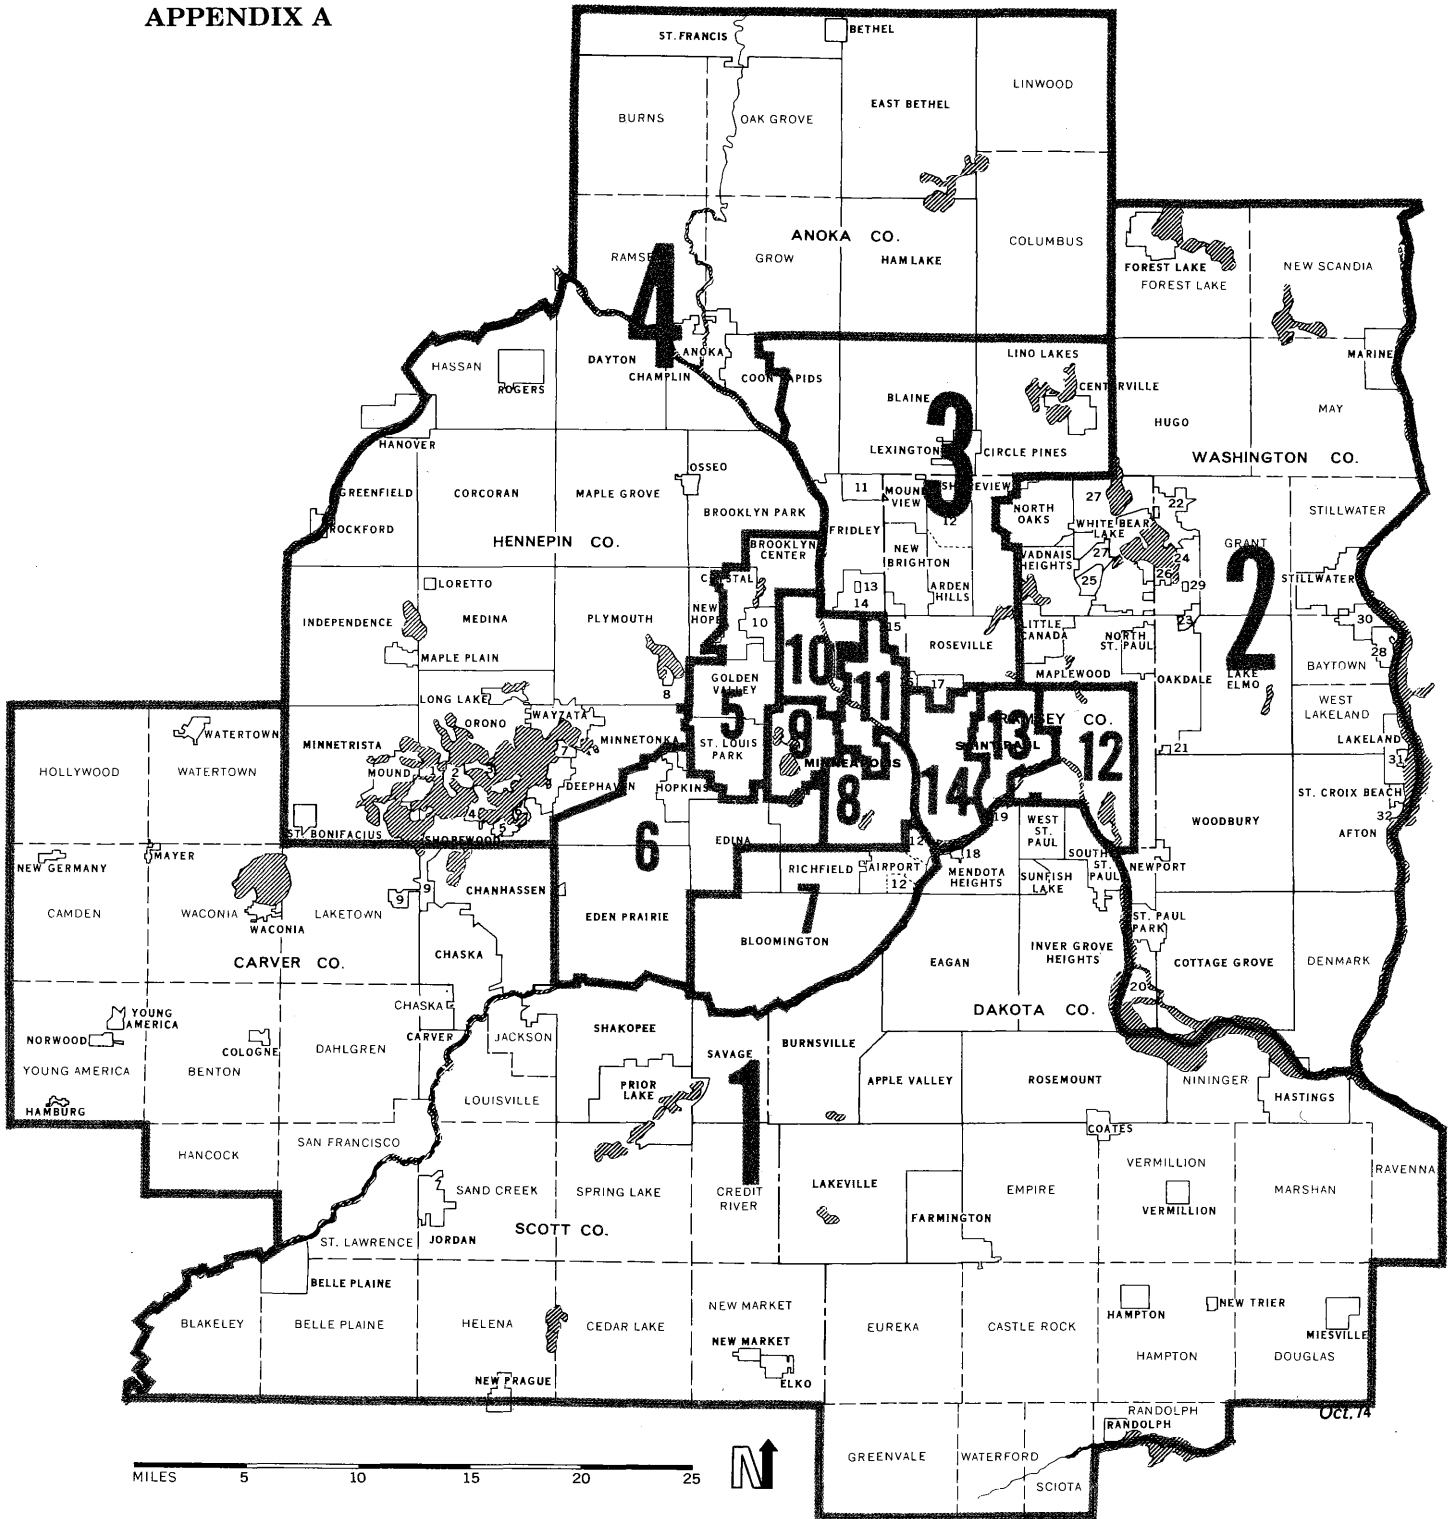 APPENDIX A
ST. FRANCIS
BETHEL
LINWOOD
EAST BETHEL
BURNS
OAK GROVE
ANOKA CO.
COLUMBUS
RAMSE
GROW
HAM LAKE
4
FOREST LAKE
FOREST LAKE
NEW SCANDIA
ANOKA
LINO LAKES
MARINE
HASSAN
DAYTON
CHAMPLIN
COON RAPIDS
ROGERS
CENTERVILLE
BLAINE
3
MAY
HUGO
HANOVER
LEXINGTON
CIRCLE PINES
WASHINGTON CO.
OSSEO
GREENFIELD
CORCORAN
MAPLE GROVE
11
MOUND
VIEW
SHOREVIEW
12
27
22
NORTH
OAKS
STILLWATER
BROOKLYN PARK
ROCKFORD
FRIDLEY
WHITE BEAR
LAKE
HENNEPIN CO.
BROOKLYN
CENTER
NEW
BRIGHTON
VADNAIS
HEIGHTS
27
24
GRANT
2
LORETTO
CRYSTAL
13
14
ARDEN
HILLS
25
26
29
STILLWATER
INDEPENDENCE
MEDINA
PLYMOUTH
NEW
HOPE
10
15
LITTLE
CANADA
NORTH
ST. PAUL
23
30
28
ROSEVILLE
MAPLE PLAIN
10
BAYTOWN
LONG LAKE
8
GOLDEN
VALLEY
11
17
MAPLEWOOD
OAKDALE
LAKE
ELMO
WEST
LAKELAND
ORONO
WAYZATA
5
9
13
RAMSEY CO.
WATERTOWN
MINNETRISTA
MINNETONKA
ST. LOUIS
PARK
SAINT PAUL
12
21
LAKELAND
HOLLYWOOD
WATERTOWN
MOUND
1
2
3
7
DEEPHAVEN
HOPKINS
MINNEAPOLIS
8
14
31
ST. CROIX BEACH
4
5
6
ST. BONIFACIUS
SHOREWOOD
EDINA
6
12
19
WEST
ST.
PAUL
WOODBURY
32
AFTON
NEW GERMANY
MAYER
CHANHASSEN
9
9
RICHFIELD
AIRPORT
12
18
MENDOTA
HEIGHTS
SUNFISH
LAKE
SOUTH
ST.
PAUL
NEWPORT
CAMDEN
WACONIA
WACONIA
LAKETOWN
EDEN PRAIRIE
7
ST. PAUL
PARK
CARVER CO.
CHASKA
BLOOMINGTON
EAGAN
INVER GROVE
HEIGHTS
COTTAGE GROVE
DENMARK
20
CHASKA
DAKOTA CO.
YOUNG
AMERICA
NORWOOD
COLOGNE
DAHLGREN
CARVER
JACKSON
SHAKOPEE
SAVAGE
BURNSVILLE
YOUNG AMERICA
BENTON
1
APPLE VALLEY
ROSEMOUNT
NININGER
HASTINGS
HAMBURG
LOUISVILLE
PRIOR
LAKE
COATES
HANCOCK
SAN FRANCISCO
VERMILLION
RAVENNA
SAND CREEK
SPRING LAKE
CREDIT
RIVER
LAKEVILLE
EMPIRE
VERMILLION
MARSHAN
SCOTT CO.
FARMINGTON
ST. LAWRENCE
JORDAN
BELLE PLAINE
NEW MARKET
HAMPTON
NEW TRIER
BLAKELEY
BELLE PLAINE
HELENA
CEDAR LAKE
NEW MARKET
EUREKA
CASTLE ROCK
MIESVILLE
HAMPTON
DOUGLAS
NEW PRAGUE
ELKO
RANDOLPH
RANDOLPH
Oct. 74
GREENVALE
WATERFORD
SCIOTA
MILES 5 10 15 20 25
N